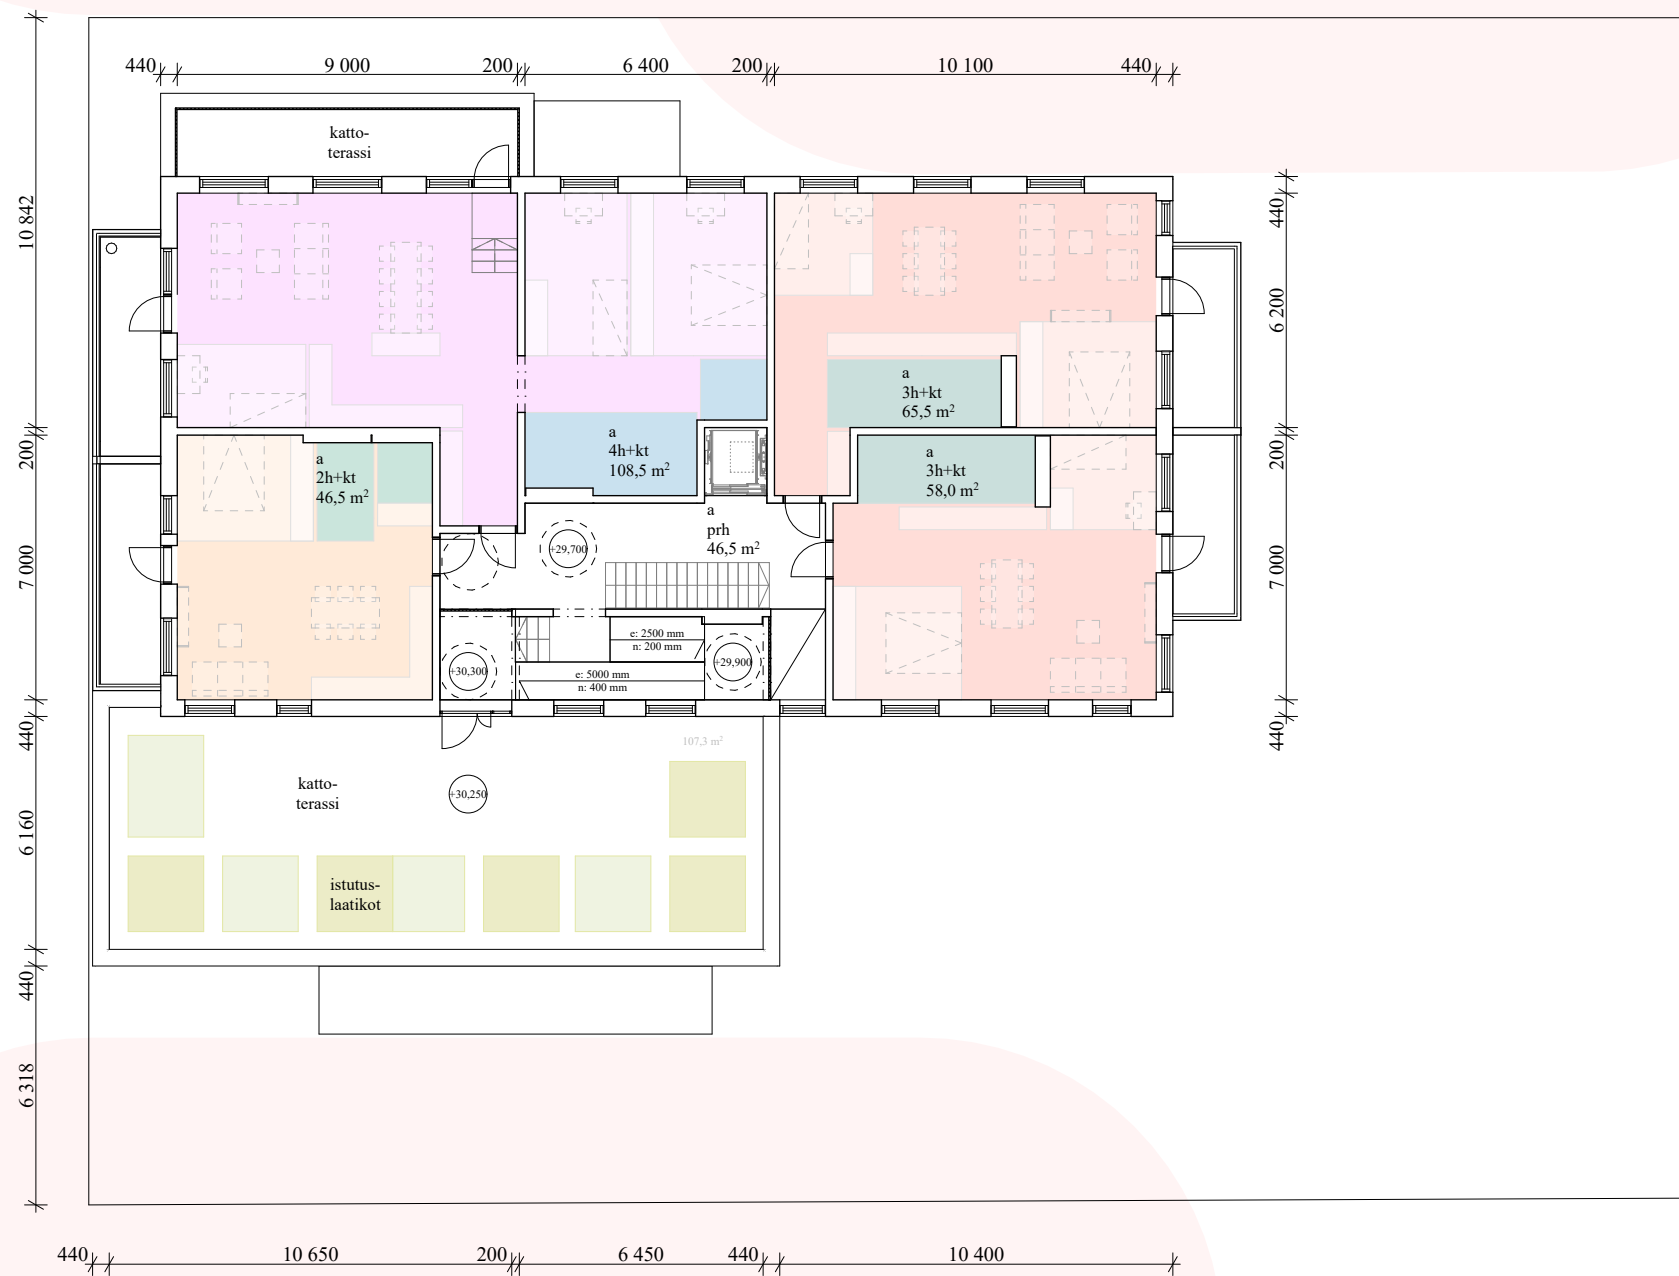 440 9 000 200 6 400 200 10 100 440
katto-
terassi
10 842
200
7 000
440
6 160
440
6 318
440
6 200
200
7 000
440
a
3h+kt
65,5 m²
a
4h+kt
108,5 m²
a
2h+kt
46,5 m²
a
3h+kt
58,0 m²
a
prh
46,5 m²
+29,700
e: 2500 mm
n: 200 mm
+30,300
+29,900
e: 5000 mm
n: 400 mm
107,3 m²
katto-
terassi
+30,250
istutus-
laatikot
440 10 650 200 6 450 440 10 400